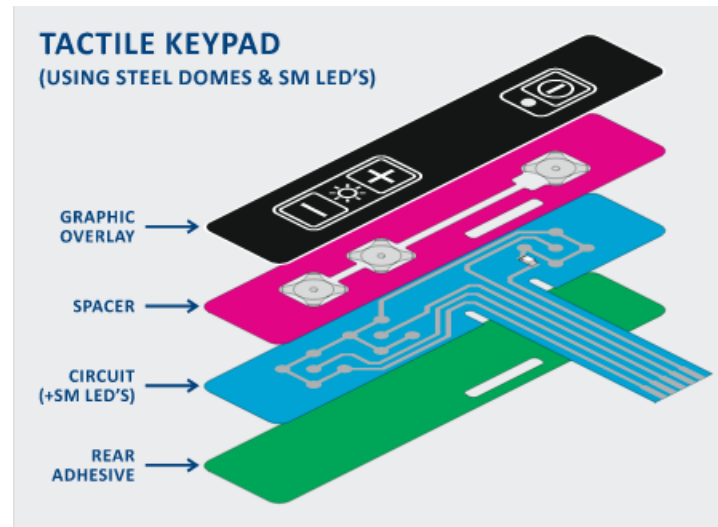 TACTILE KEYPAD
(USING STEEL DOMES & SM LED'S)
GRAPHIC
OVERLAY
SPACER
CIRCUIT
(+SM LED'S)
REAR
ADHESIVE